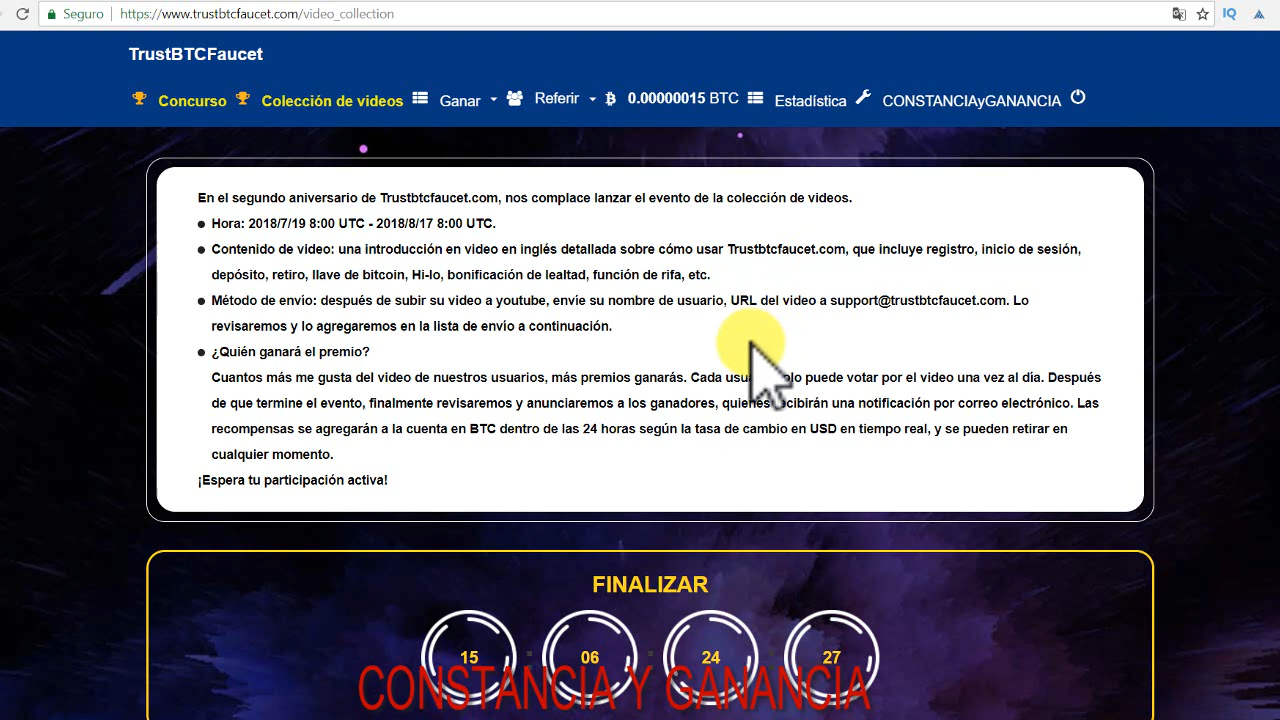 Seguro https://www.trustbtcfaucet.com/video_collection
TrustBTCFaucet
Concurso Colección de videos Ganar Referir 0.00000015 BTC Estadística CONSTANCIAyGANANCIA
En el segundo aniversario de Trustbtcfaucet.com, nos complace lanzar el evento de la colección de videos.
Hora: 2018/7/19 8:00 UTC - 2018/8/17 8:00 UTC.
Contenido de video: una introducción en video en inglés detallada sobre cómo usar Trustbtcfaucet.com, que incluye registro, inicio de sesión,
depósito, retiro, llave de bitcoin, Hi-lo, bonificación de lealtad, función de rifa, etc.
Método de envío: después de subir su video a youtube, envíe su nombre de usuario, URL del video a support@trustbtcfaucet.com. Lo
revisaremos y lo agregaremos en la lista de envío a continuación.
¿Quién ganará el premio?
Cuantos más me gusta del video de nuestros usuarios, más premios ganarás. Cada puede votar por el video una vez al día. Después
de que termine el evento, finalmente revisaremos y anunciaremos a los ganadores, una notificación por correo electrónico. Las
recompensas se agregarán a la cuenta en BTC dentro de las 24 horas según la tasa de cambio en USD en tiempo real, y se pueden retirar en
cualquier momento.
¡Espera tu participación activa!
FINALIZAR
15 : 06 : 24 : 27
CONSTANCIA Y GANANCIA